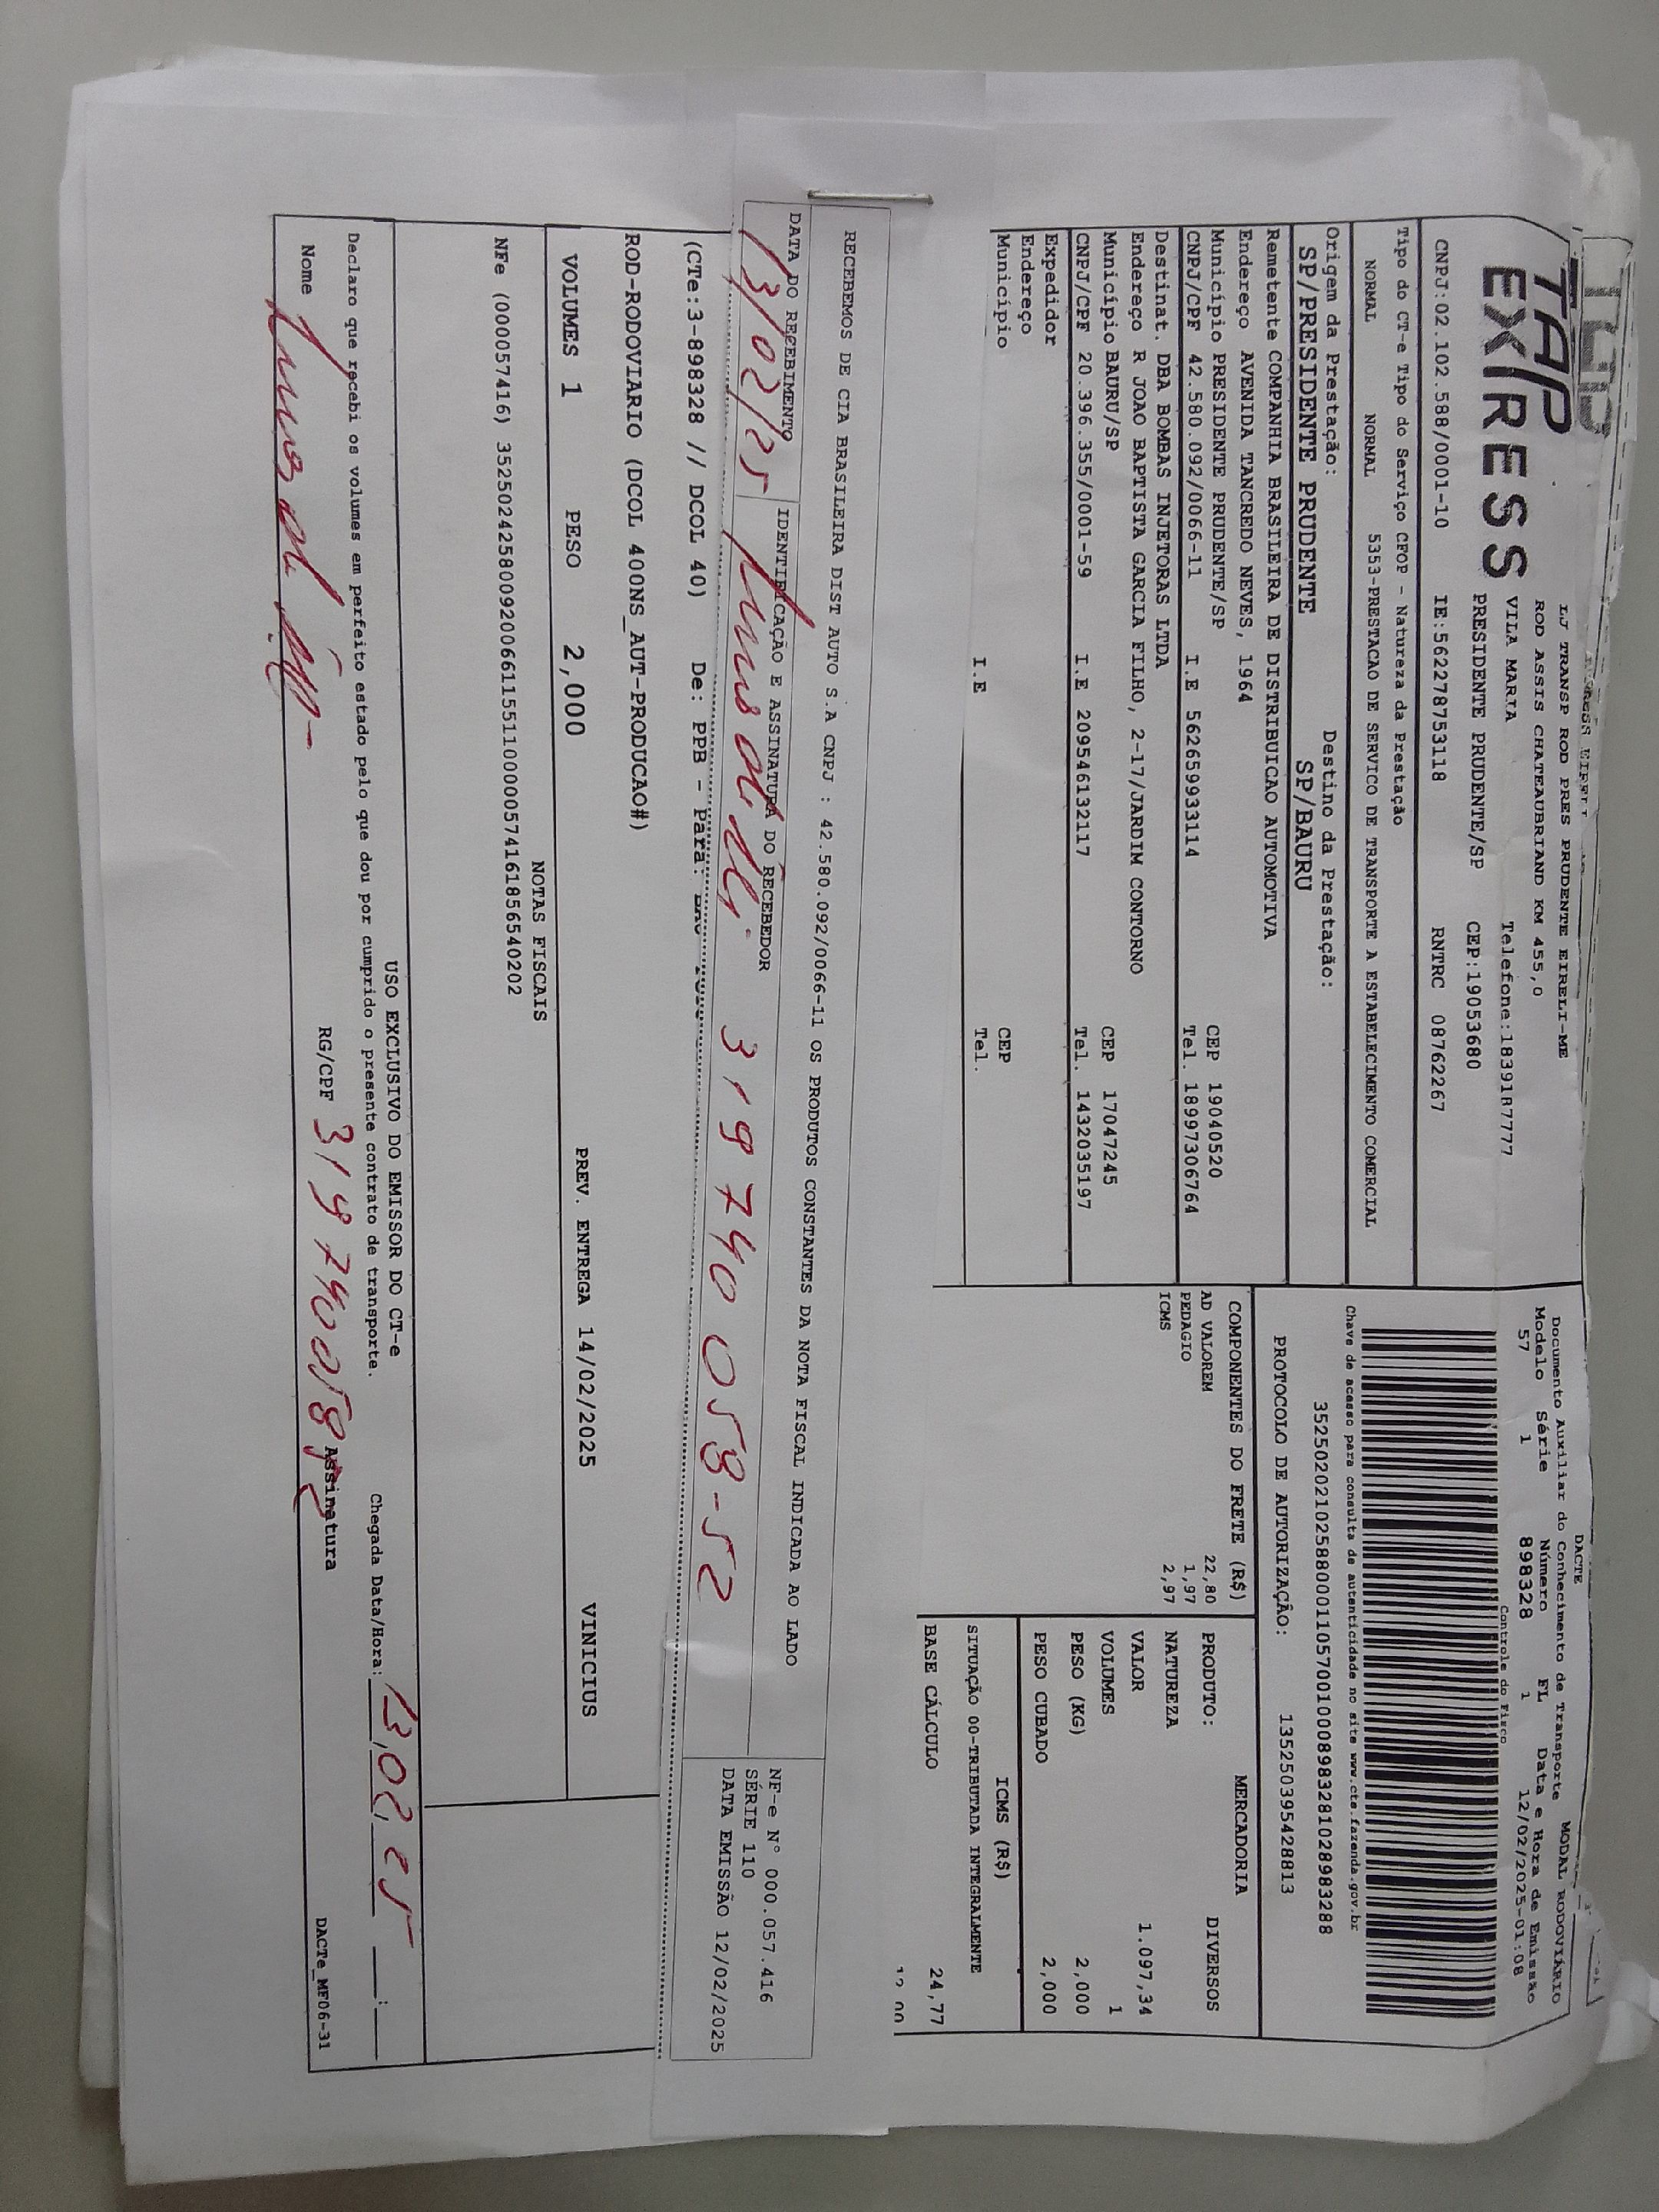 TAP
EXPRESS
LJ TRANSP ROD PRES PRUDENTE EIRELI-ME
ROD ASSIS CHATEAUBRIAND KM 455,0
VILA MARIA Telefone:1839187777
PRESIDENTE PRUDENTE/SP CEP:19053680
CNPJ:02.102.588/0001-10 IE:562278753118 RNTRC 08762267
Tipo do CT-e Tipo do Serviço CFOP - Natureza da Prestação
NORMAL NORMAL 5353-PRESTACAO DE SERVICO DE TRANSPORTE A ESTABELECIMENTO COMERCIAL
Origem da Prestação: Destino da Prestação:
SP/PRESIDENTE PRUDENTE SP/BAURU
Remetente COMPANHIA BRASILEIRA DE DISTRIBUICAO AUTOMOTIVA
Endereço AVENIDA TANCREDO NEVES, 1964
Município PRESIDENTE PRUDENTE/SP CEP 19040520
CNPJ/CPF 42.580.092/0066-11 I.E 562659933114 Tel. 18997306764
Destinat. DBA BOMBAS INJETORAS LTDA
Endereço R JOAO BAPTISTA GARCIA FILHO, 2-17/JARDIM CONTORNO
Município BAURU/SP CEP 17047245
CNPJ/CPF 20.396.355/0001-59 I.E 209546132117 Tel. 1432035197
Expedidor
Endereço
Município CEP
I.E Tel.
DACTE
Documento Auxiliar do Conhecimento de Transporte MODAL RODOVIÁRIO
Modelo Série Número FL Data e Hora de Emissão
57 1 898328 1 12/02/2025-01:08
Controle do Fisco
Chave de acesso para consulta de autenticidade no site www.cte.fazenda.gov.br
35250202102588000110570010008983281028983288
PROTOCOLO DE AUTORIZAÇÃO: 135250395428813
COMPONENTES DO FRETE (R$)
AD VALOREM 22,80
PEDAGIO 1,97
ICMS 2,97
MERCADORIA
PRODUTO: DIVERSOS
NATUREZA
VALOR 1.097,34
VOLUMES 1
PESO (KG) 2,000
PESO CUBADO 2,000
ICMS (R$)
SITUAÇÃO 00-TRIBUTADA INTEGRALMENTE
BASE CÁLCULO 24,77
RECEBEMOS DE CIA BRASILEIRA DIST AUTO S.A CNPJ : 42.580.092/0066-11 OS PRODUTOS CONSTANTES DA NOTA FISCAL INDICADA AO LADO
DATA DO RECEBIMENTO IDENTIFICAÇÃO E ASSINATURA DO RECEBEDOR
13/02/25 319740058-52
NF-e N° 000.057.416
SÉRIE 110
DATA EMISSÃO 12/02/2025
(CTe:3-898328 // DCOL 40) De: PPB - Para:
ROD-RODOVIARIO (DCOL 400NS_AUT-PRODUCAO#)
VOLUMES 1 PESO 2,000 PREV. ENTREGA 14/02/2025 VINICIUS
NOTAS FISCAIS
NFe (000057416) 35250242580092006611551100000574161856540202
USO EXCLUSIVO DO EMISSOR DO CT-e
Declaro que recebi os volumes em perfeito estado pelo que dou por cumprido o presente contrato de transporte. Chegada Data/Hora: 13/02/25 __:__
Nome RG/CPF 31974005852 Assinatura
DACTe_MF06-31